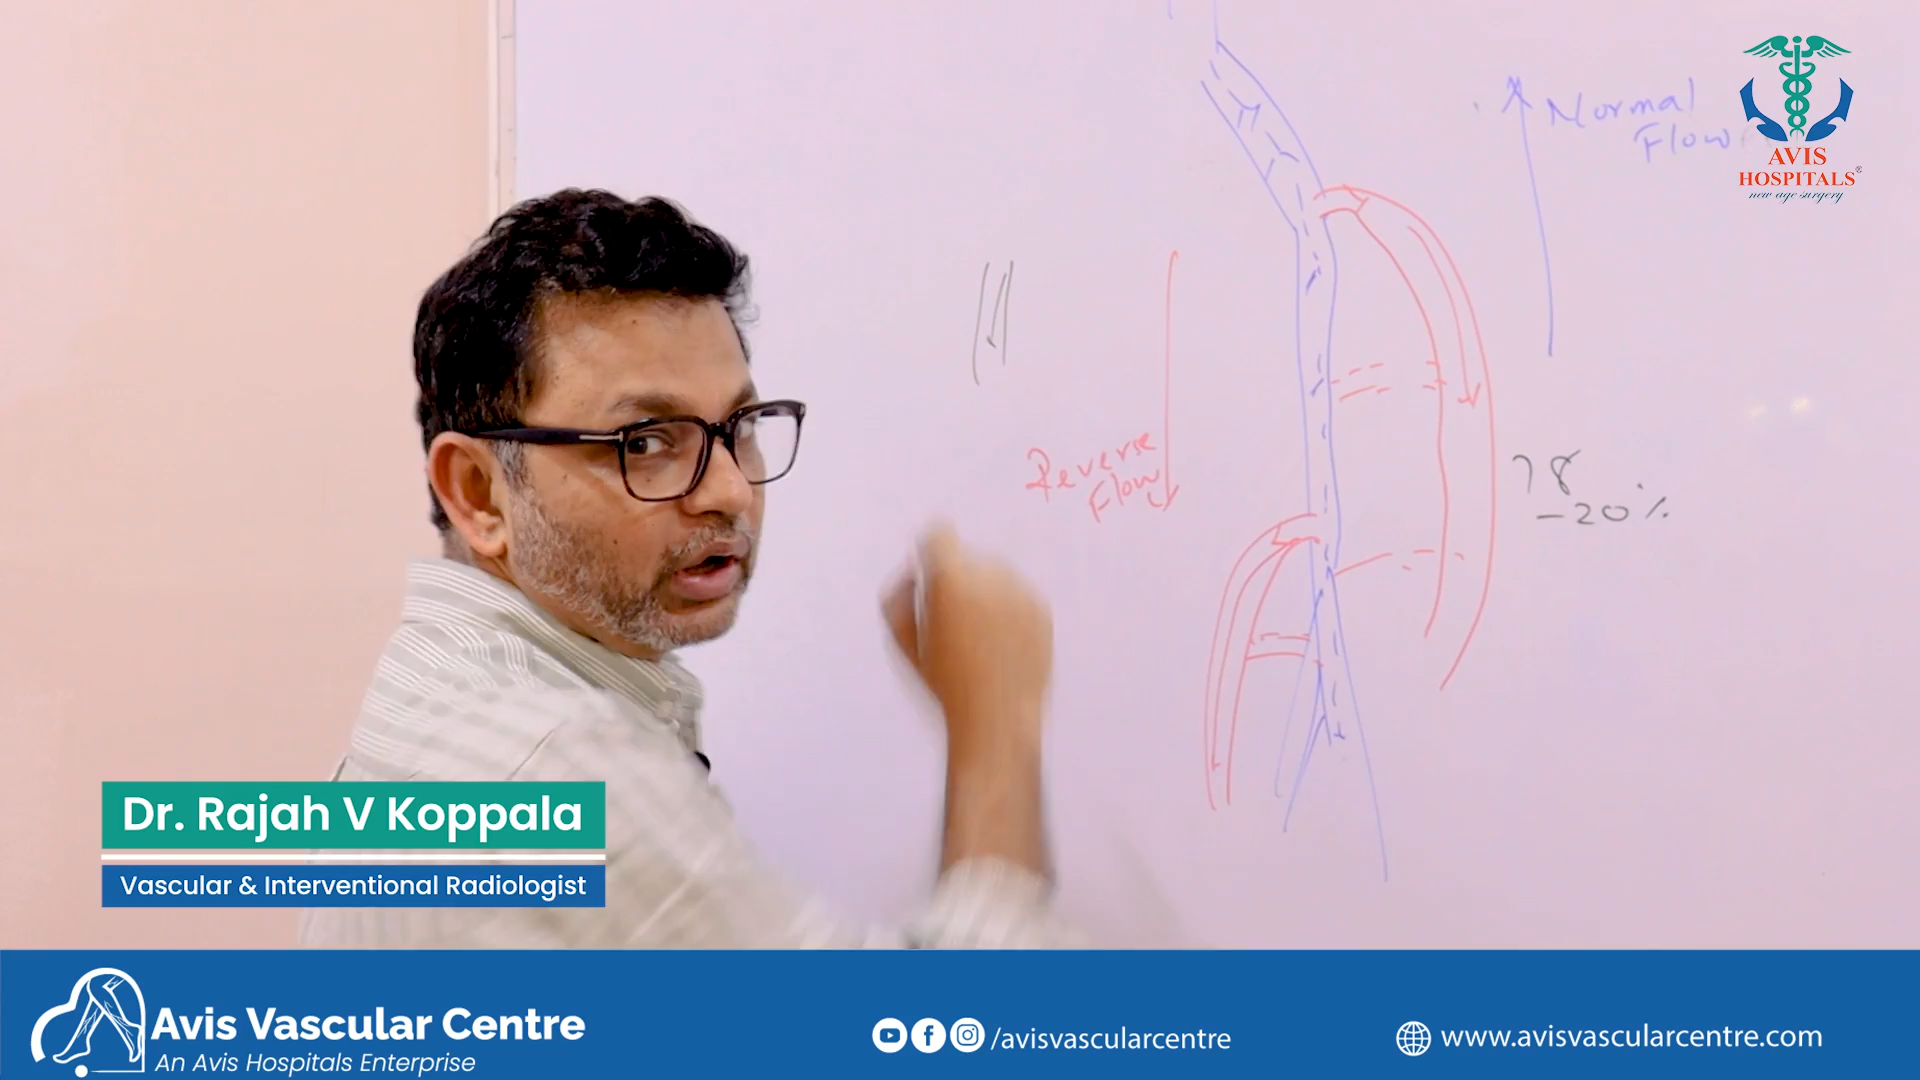 Normal
Flow
AVIS
HOSPITALS®
new age surgery
Reverse
Flow
78
-20%
Dr. Rajah V Koppala
Vascular & Interventional Radiologist
Avis Vascular Centre
An Avis Hospitals Enterprise
/avisvascularcentre
www.avisvascularcentre.com